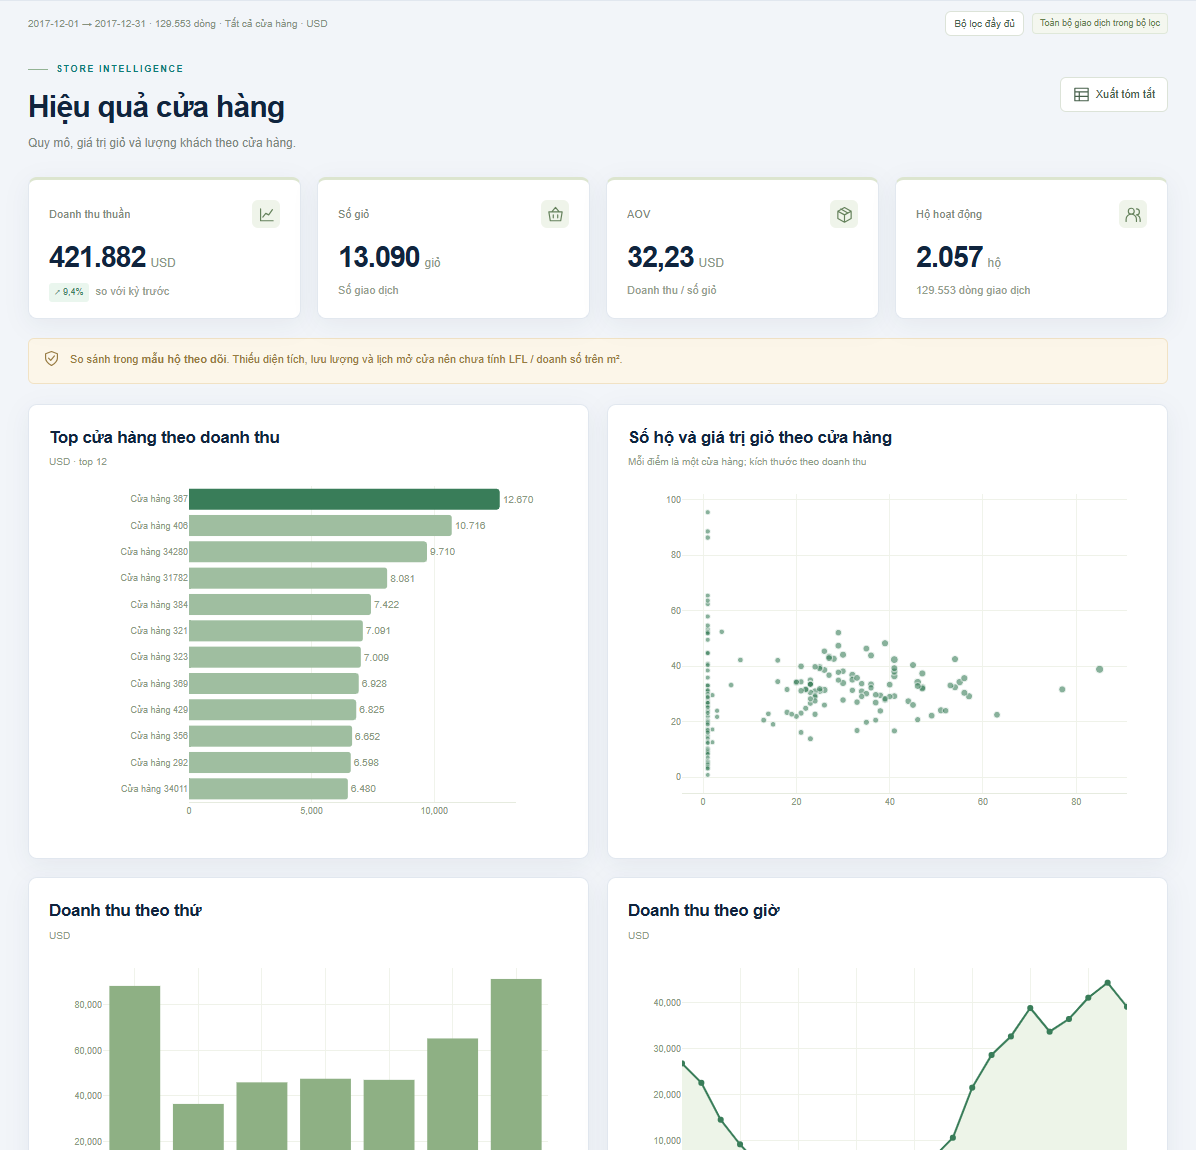 2017-12-01 → 2017-12-31 · 129.553 dòng · Tất cả cửa hàng · USD
Bộ lọc đầy đủ
Toàn bộ giao dịch trong bộ lọc
STORE INTELLIGENCE
Hiệu quả cửa hàng
Xuất tóm tắt
Quy mô, giá trị giỏ và lượng khách theo cửa hàng.
Doanh thu thuần
421.882 USD
↗ 9,4% so với kỳ trước
Số giỏ
13.090 giỏ
Số giao dịch
AOV
32,23 USD
Doanh thu / số giỏ
Hộ hoạt động
2.057 hộ
129.553 dòng giao dịch
So sánh trong mẫu hộ theo dõi. Thiếu diện tích, lưu lượng và lịch mở cửa nên chưa tính LFL / doanh số trên m².
Top cửa hàng theo doanh thu
USD · top 12
Cửa hàng 367 12.670
Cửa hàng 406 10.716
Cửa hàng 34280 9.710
Cửa hàng 31782 8.081
Cửa hàng 384 7.422
Cửa hàng 321 7.091
Cửa hàng 323 7.009
Cửa hàng 369 6.928
Cửa hàng 429 6.825
Cửa hàng 356 6.652
Cửa hàng 292 6.598
Cửa hàng 34011 6.480
0 5,000 10,000
Số hộ và giá trị giỏ theo cửa hàng
Mỗi điểm là một cửa hàng; kích thước theo doanh thu
100
80
60
40
20
0
0 20 40 60 80
Doanh thu theo thứ
USD
80,000
60,000
40,000
20,000
Doanh thu theo giờ
USD
40,000
30,000
20,000
10,000